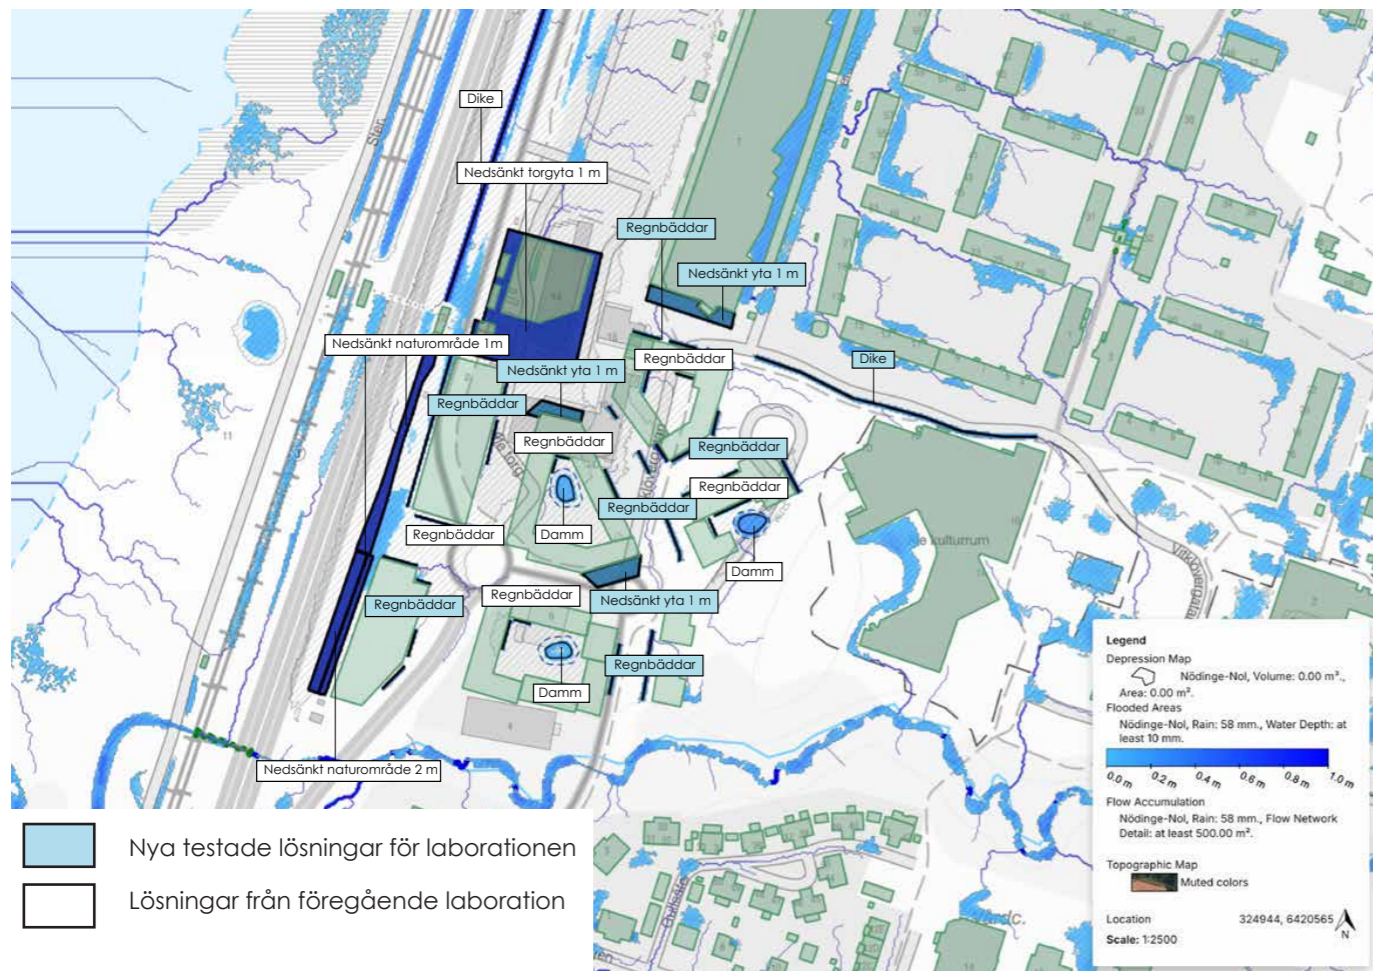 Dike
Nedsänkt torgyta 1 m
Regnbäddar
Nedsänkt yta 1 m
Nedsänkt naturområde 1m
Regnbäddar
Dike
Nedsänkt yta 1 m
Regnbäddar
Regnbäddar
Regnbäddar
Regnbäddar
Regnbäddar
Regnbäddar
Damm
Damm
Regnbäddar
Regnbäddar
Nedsänkt yta 1 m
Regnbäddar
Damm
Nedsänkt naturområde 2 m
kulturrum
Vitklövergatan
Gullsióvä
Vårdc.
Legend
Depression Map
Nödinge-Nol, Volume: 0.00 m³.,
Area: 0.00 m².
Flooded Areas
Nödinge-Nol, Rain: 58 mm., Water Depth: at
least 10 mm.
0.0 m 0.2 m 0.4 m 0.6 m 0.8 m 1.0 m
Flow Accumulation
Nödinge-Nol, Rain: 58 mm., Flow Network
Detail: at least 500.00 m².
Topographic Map
Muted colors
Location 324944, 6420565
N
Scale: 1:2500
Nya testade lösningar för laborationen
Lösningar från föregående laboration